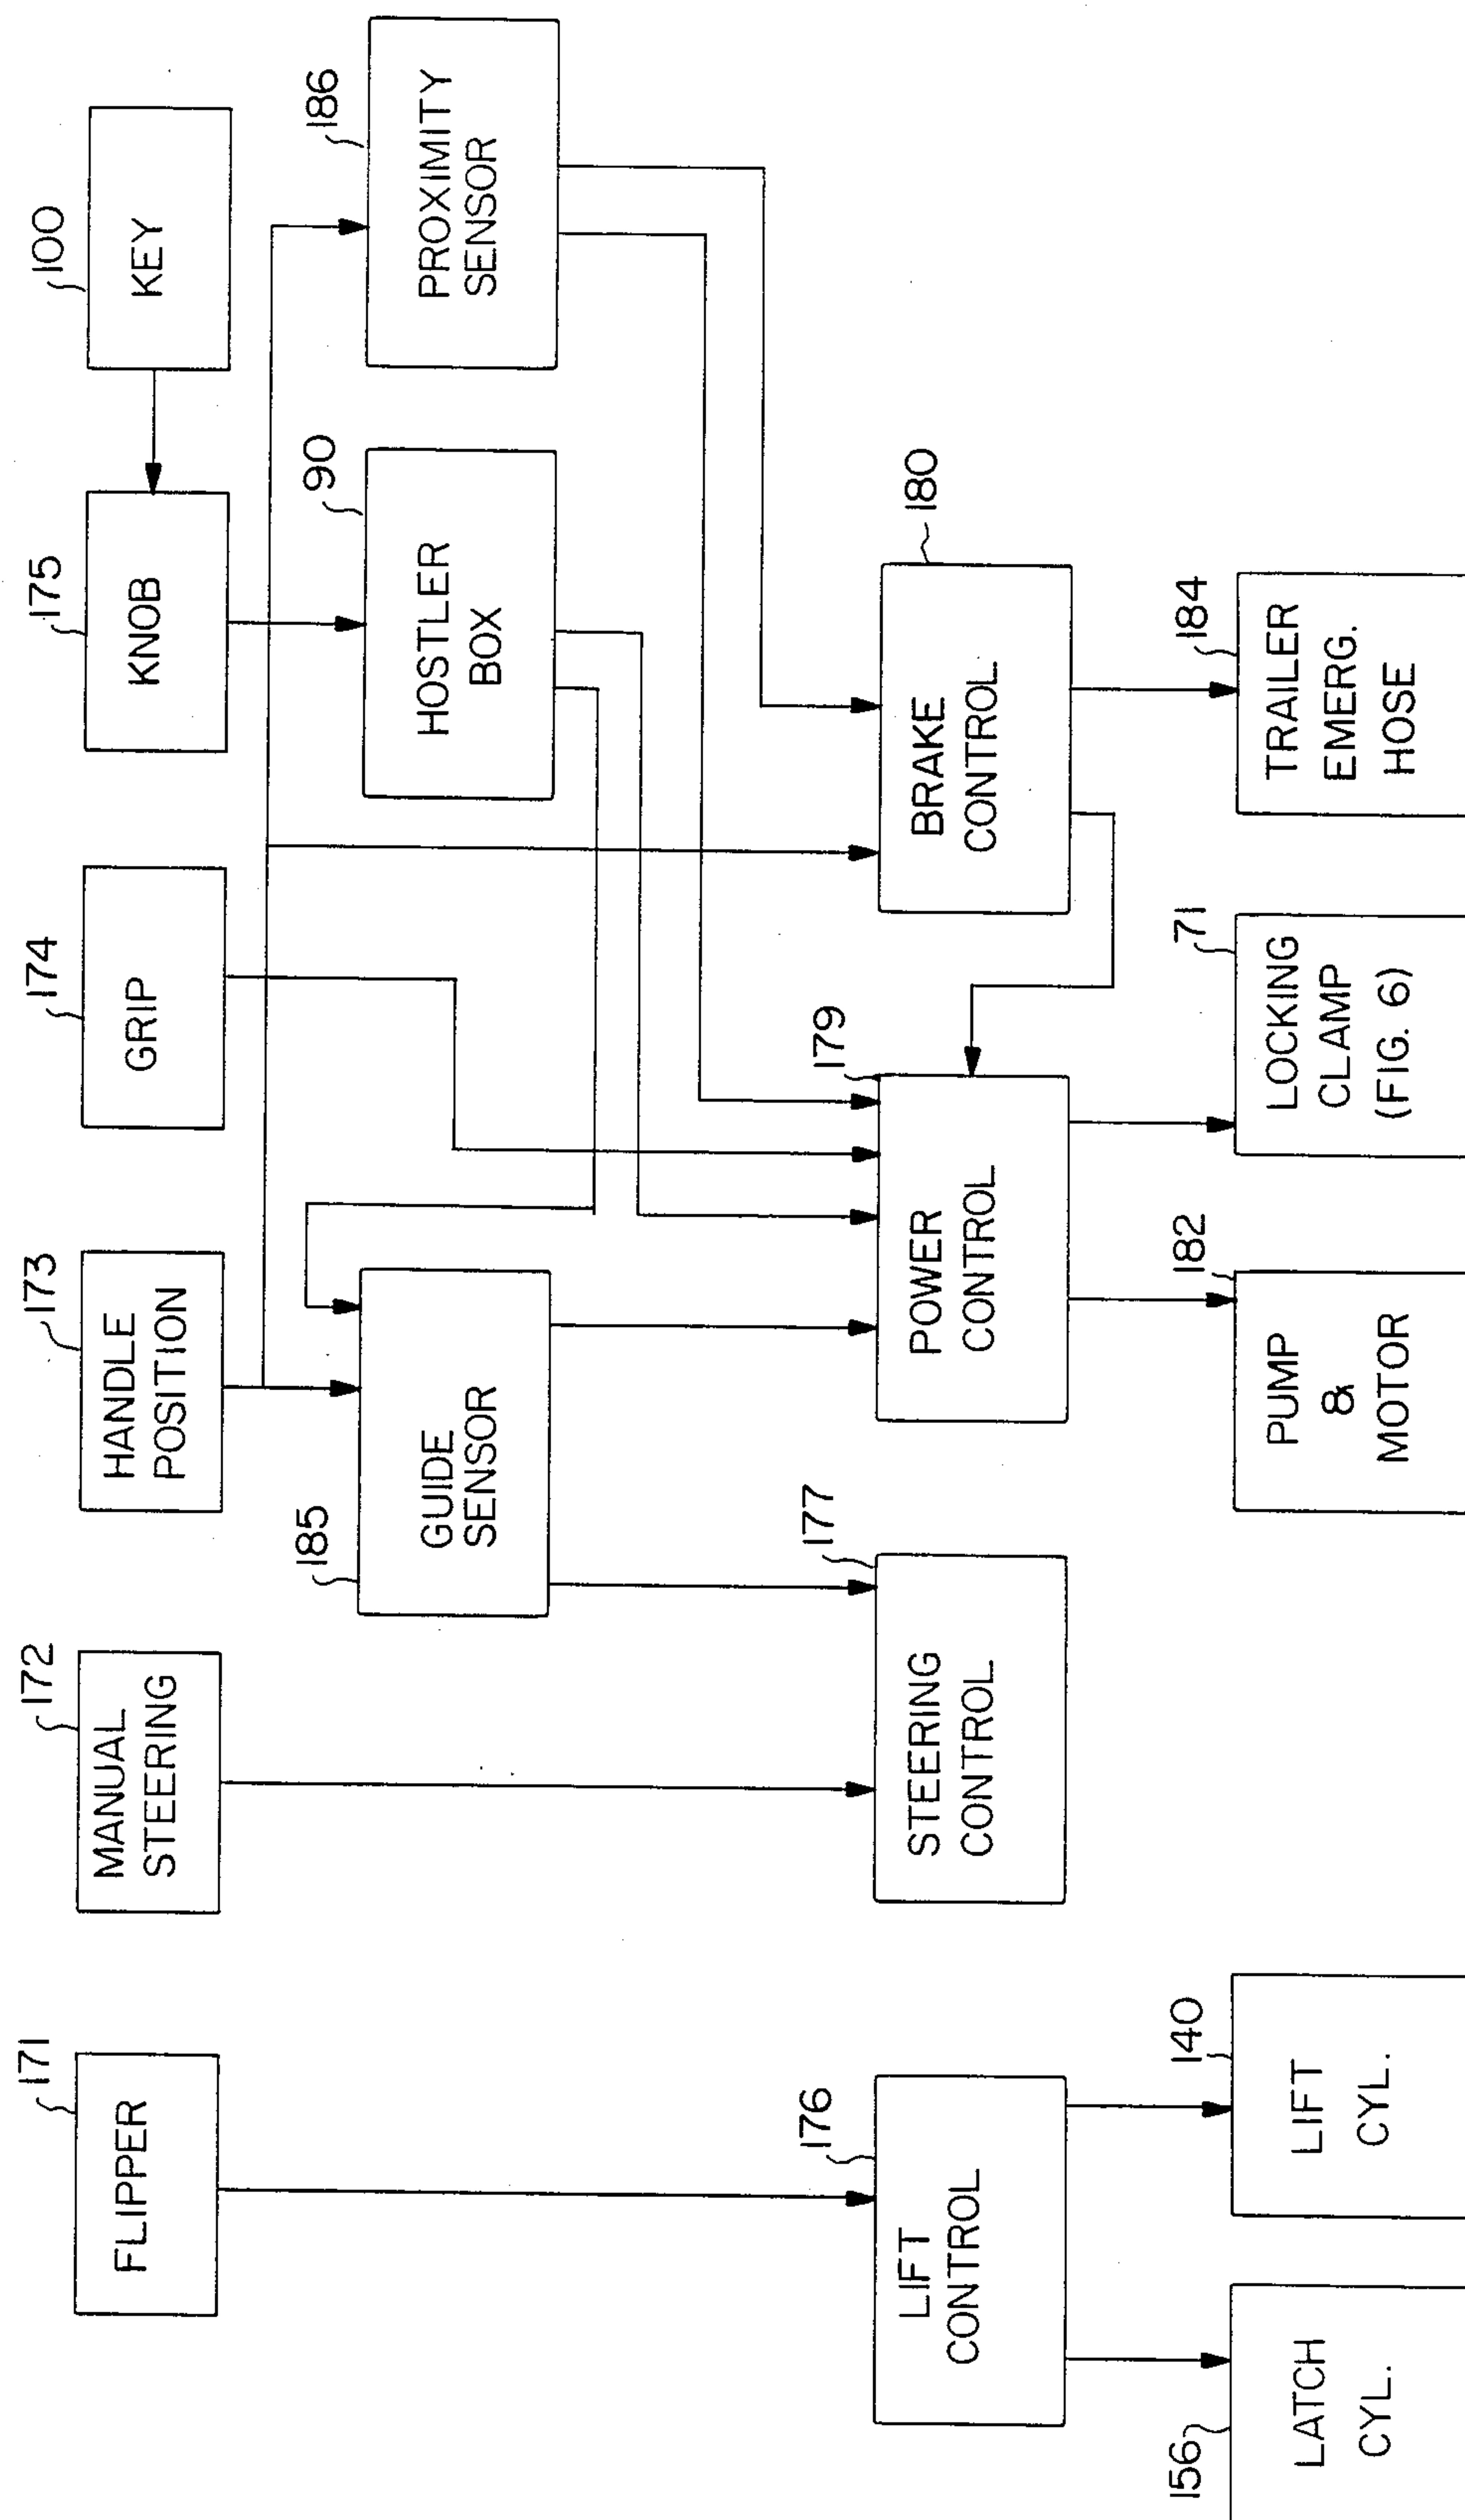 171
FLIPPER
172
MANUAL
STEERING
173
HANDLE
POSITION
174
GRIP
175
KNOB
100
KEY
185
GUIDE
SENSOR
90
HOSTLER
BOX
186
PROXIMITY
SENSOR
176
LIFT
CONTROL
177
STEERING
CONTROL
179
POWER
CONTROL
180
BRAKE
CONTROL
156
LATCH
CYL.
140
LIFT
CYL.
182
PUMP
&
MOTOR
71
LOCKING
CLAMP
(FIG. 6)
184
TRAILER
EMERG.
HOSE